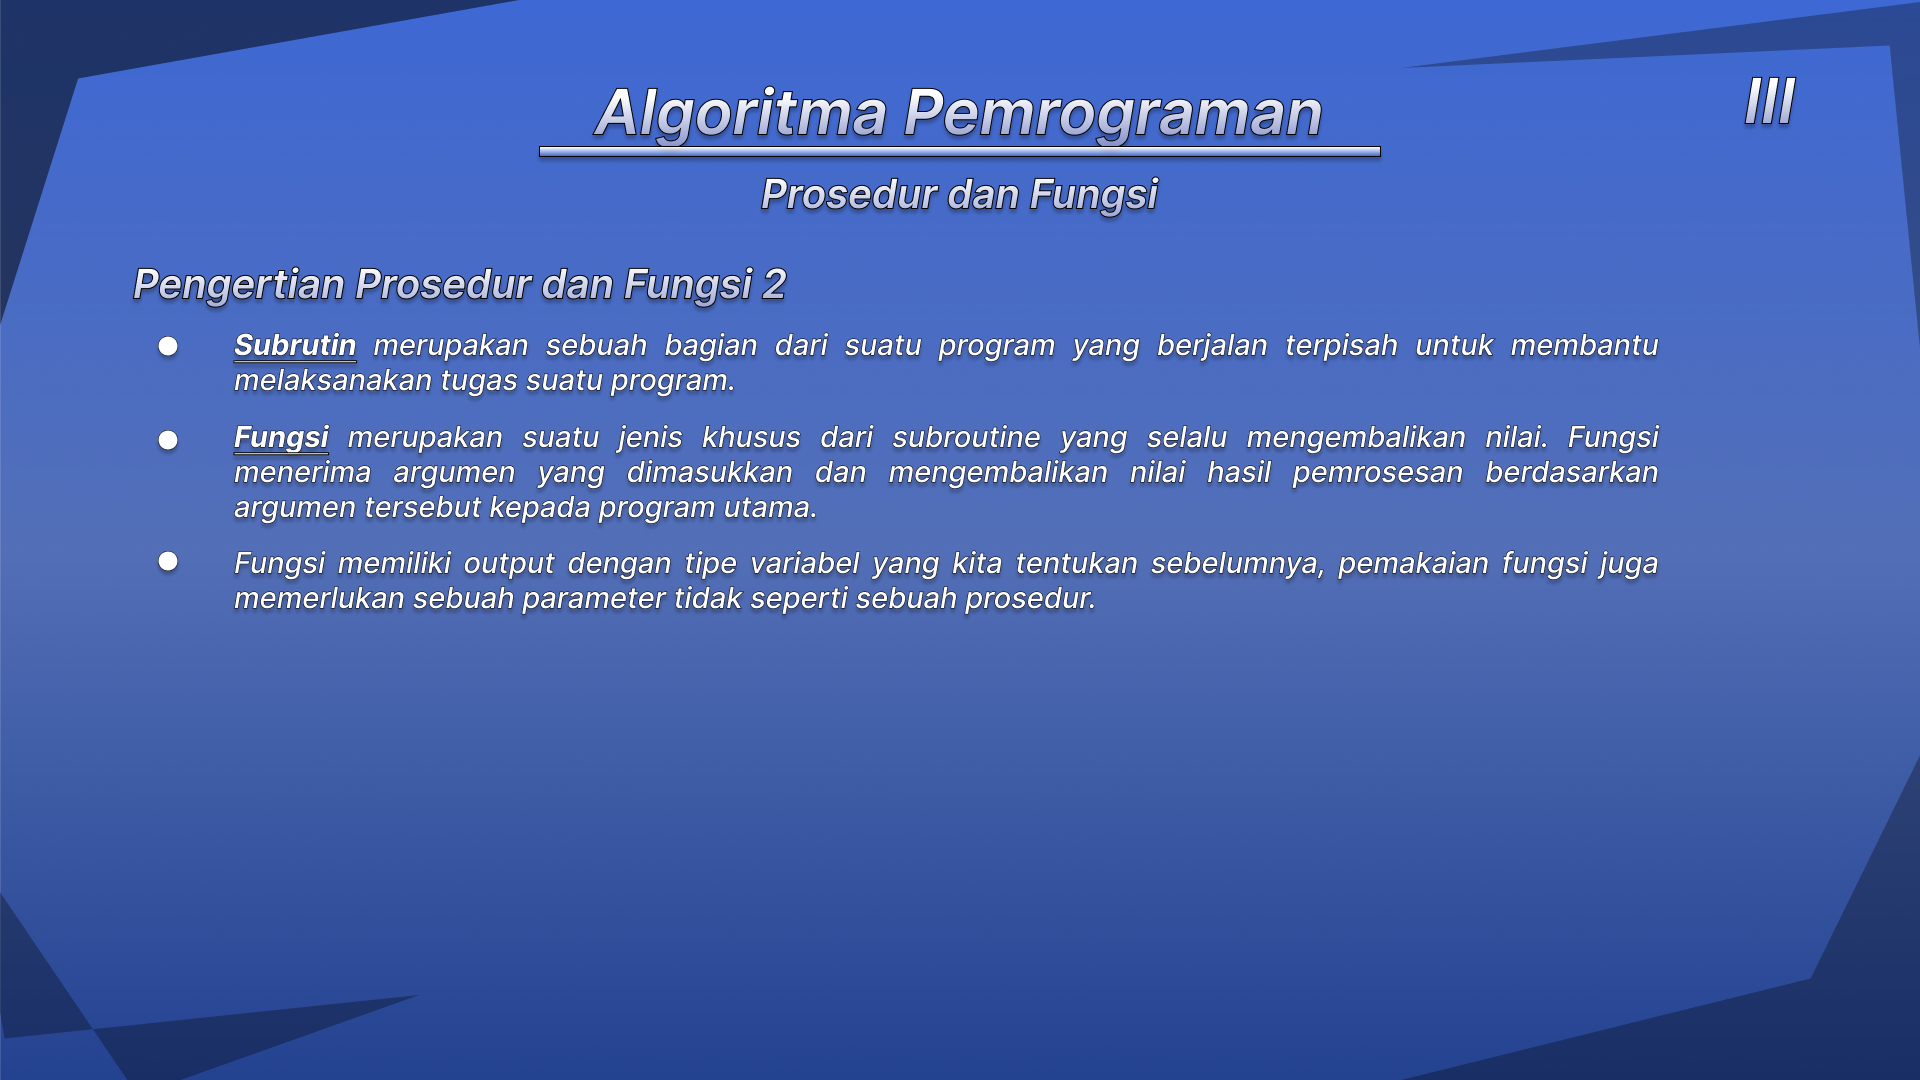 Algoritma Pemrograman
III
Prosedur dan Fungsi
Pengertian Prosedur dan Fungsi 2
● Subrutin merupakan sebuah bagian dari suatu program yang berjalan terpisah untuk membantu
melaksanakan tugas suatu program.
● Fungsi merupakan suatu jenis khusus dari subroutine yang selalu mengembalikan nilai. Fungsi
menerima argumen yang dimasukkan dan mengembalikan nilai hasil pemrosesan berdasarkan
argumen tersebut kepada program utama.
● Fungsi memiliki output dengan tipe variabel yang kita tentukan sebelumnya, pemakaian fungsi juga
memerlukan sebuah parameter tidak seperti sebuah prosedur.